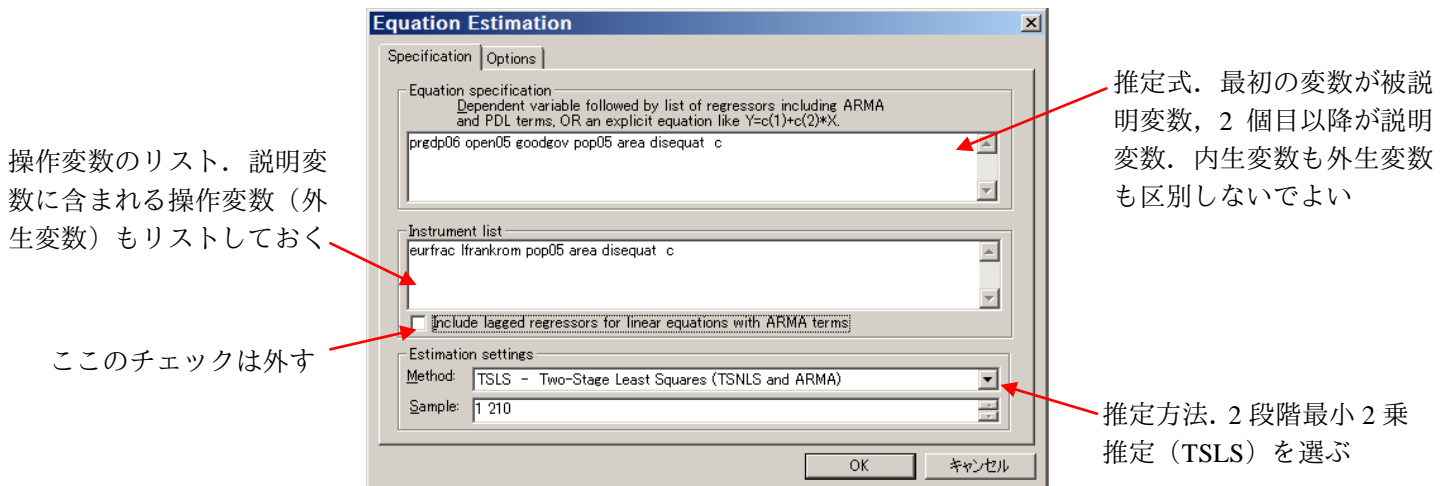 Equation Estimation
Specification
Options
Equation specification
Dependent variable followed by list of regressors including ARMA
and PDL terms, OR an explicit equation like Y=c(1)+c(2)*X.
prgdp06 open05 goodgov pop05 area disequat c
Instrument list
eurfrac lfrankrom pop05 area disequat c
Include lagged regressors for linear equations with ARMA terms
Estimation settings
Method:
TSLS - Two-Stage Least Squares (TSNLS and ARMA)
Sample:
1 210
OK
キャンセル
操作変数のリスト．説明変
数に含まれる操作変数（外
生変数）もリストしておく
ここのチェックは外す
推定式．最初の変数が被説
明変数，2 個目以降が説明
変数．内生変数も外生変数
も区別しないでよい
推定方法．2 段階最小 2 乗
推定（TSLS）を選ぶ